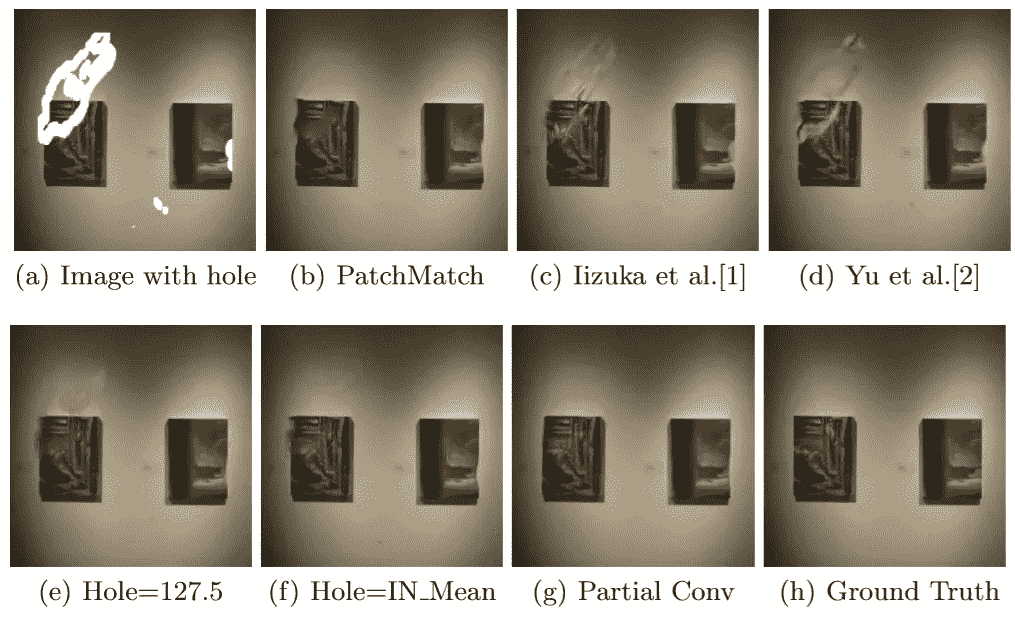 (a) Image with hole (b) PatchMatch (c) Iizuka et al.[1] (d) Yu et al.[2]
(e) Hole=127.5 (f) Hole=IN_Mean (g) Partial Conv (h) Ground Truth